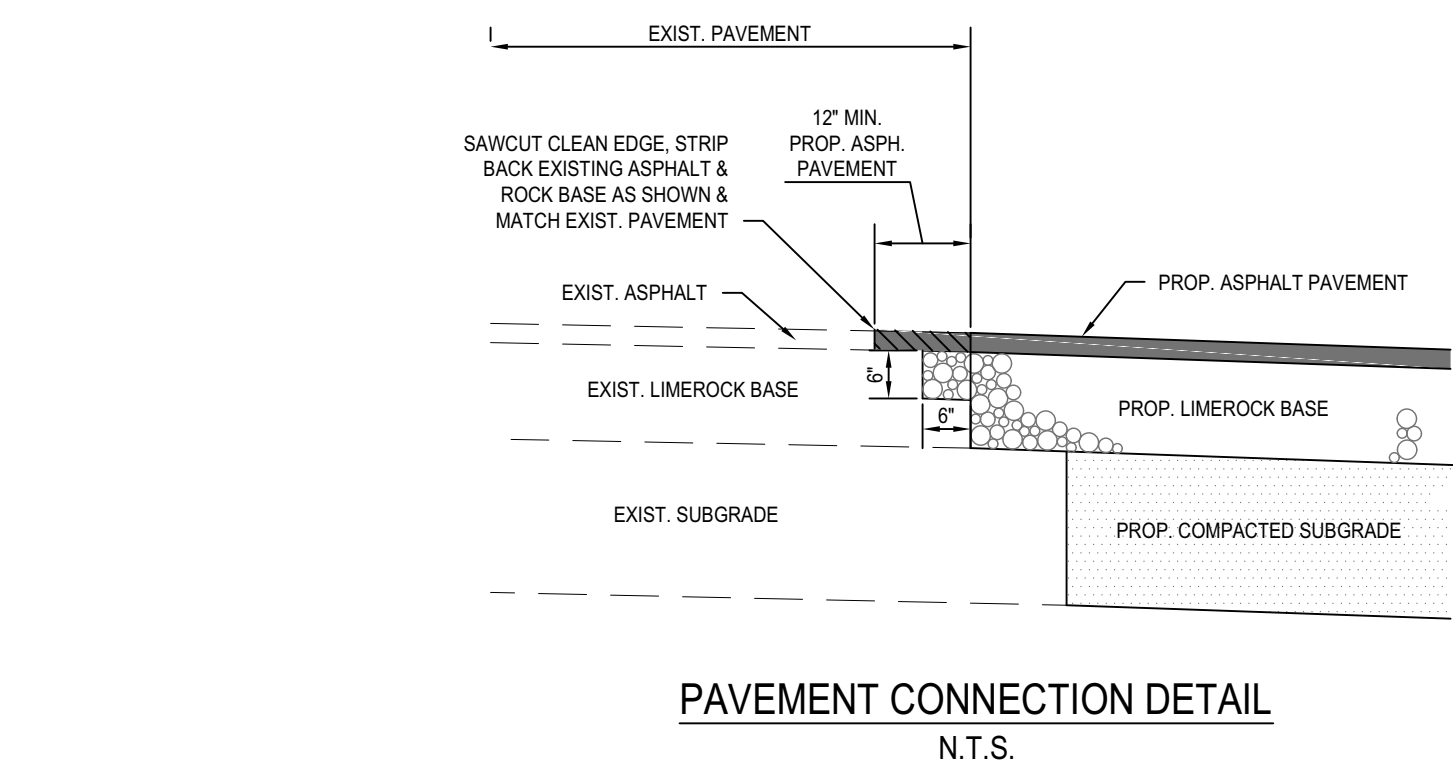 EXIST. PAVEMENT
12" MIN.
PROP. ASPH.
PAVEMENT
SAWCUT CLEAN EDGE, STRIP
BACK EXISTING ASPHALT &
ROCK BASE AS SHOWN &
MATCH EXIST. PAVEMENT
EXIST. ASPHALT
PROP. ASPHALT PAVEMENT
6"
EXIST. LIMEROCK BASE
6"
PROP. LIMEROCK BASE
EXIST. SUBGRADE
PROP. COMPACTED SUBGRADE
PAVEMENT CONNECTION DETAIL
N.T.S.